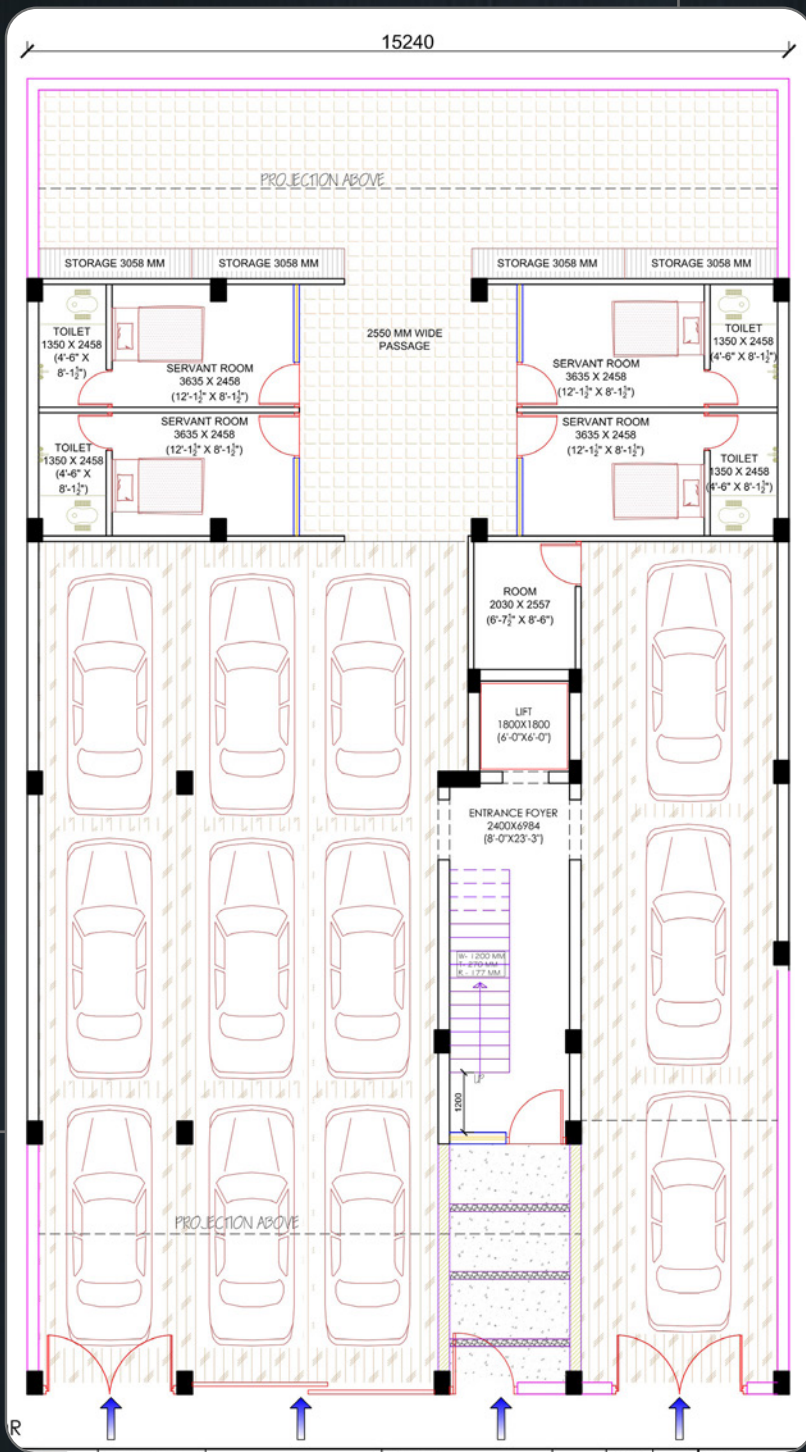 15240
PROJECTION ABOVE
STORAGE 3058 MM
STORAGE 3058 MM
STORAGE 3058 MM
STORAGE 3058 MM
TOILET
1350 X 2458
(4'-6" X
8'-1½")
SERVANT ROOM
3635 X 2458
(12'-1½" X 8'-1½")
2550 MM WIDE
PASSAGE
SERVANT ROOM
3635 X 2458
(12'-1½" X 8'-1½")
TOILET
1350 X 2458
(4'-6" X 8'-1½")
TOILET
1350 X 2458
(4'-6" X
8'-1½")
SERVANT ROOM
3635 X 2458
(12'-1½" X 8'-1½")
SERVANT ROOM
3635 X 2458
(12'-1½" X 8'-1½")
TOILET
1350 X 2458
(4'-6" X 8'-1½")
ROOM
2030 X 2557
(6'-7½" X 8'-6")
LIFT
1800X1800
(6'-0"X6'-0")
ENTRANCE FOYER
2400X6984
(8'-0"X23'-3")
W- 1200 MM
T- 270 MM
R - 177 MM
UP
1200
PROJECTION ABOVE
R